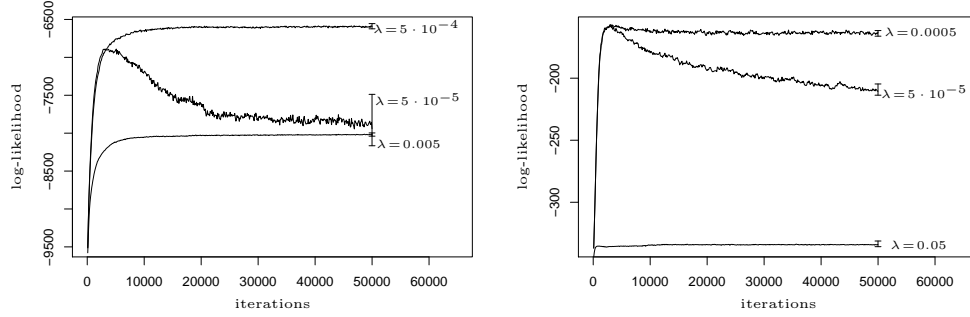 log-likelihood
−6500
−7500
−8500
−9500
λ = 5 · 10−4
λ = 5 · 10−5
λ = 0.005
0 10000 20000 30000 40000 50000 60000
iterations
log-likelihood
−200
−250
−300
λ = 0.0005
λ = 5 · 10−5
λ = 0.05
0 10000 20000 30000 40000 50000 60000
iterations